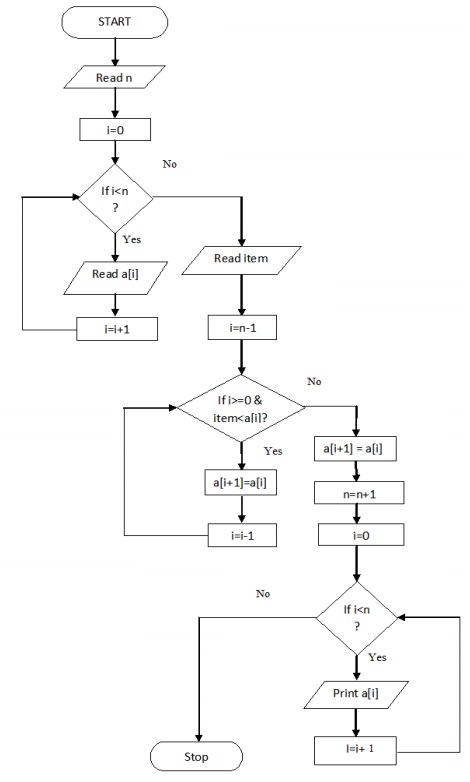 START
Read n
i=0
No
If i<n
?
Yes
Read a[i]
i=i+1
Read item
i=n-1
No
If i>=0 &
item<a[i]?
Yes
a[i+1]=a[i]
i=i-1
a[i+1] = a[i]
n=n+1
i=0
No
If i<n
?
Yes
Print a[i]
I=i+ 1
Stop